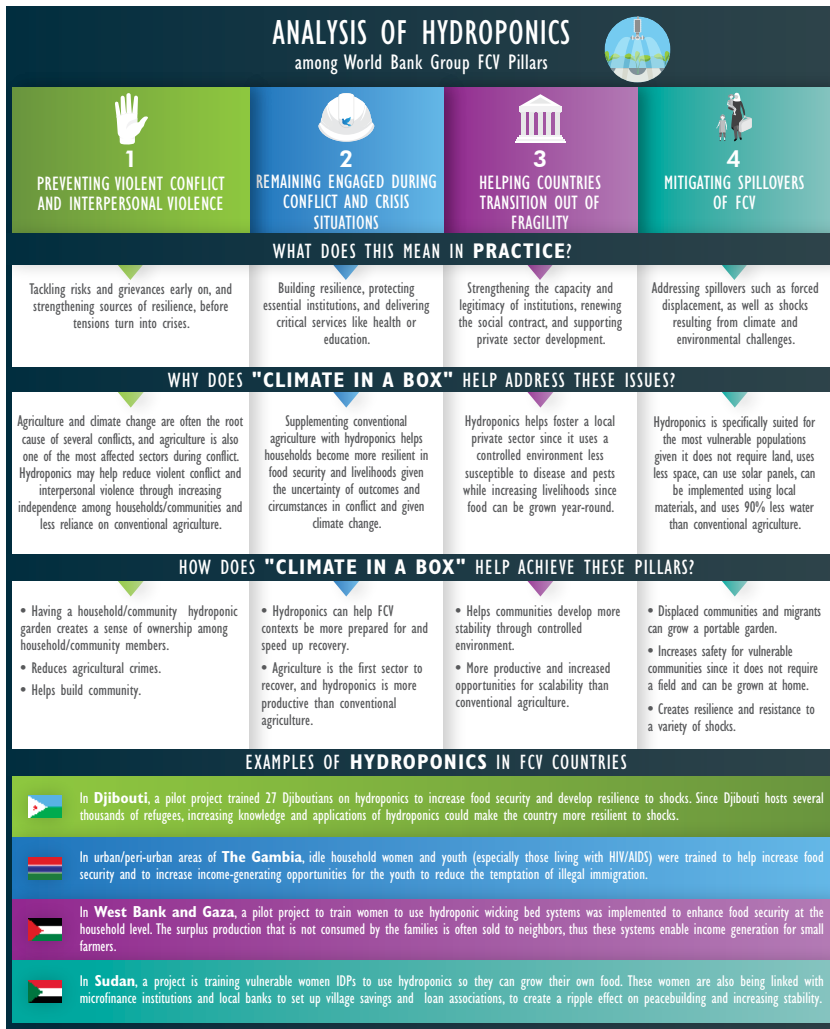 ANALYSIS OF HYDROPONICS
among World Bank Group FCV Pillars
1
PREVENTING VIOLENT CONFLICT
AND INTERPERSONAL VIOLENCE
2
REMAINING ENGAGED DURING
CONFLICT AND CRISIS
SITUATIONS
3
HELPING COUNTRIES
TRANSITION OUT OF
FRAGILITY
4
MITIGATING SPILLOVERS
OF FCV
WHAT DOES THIS MEAN IN PRACTICE?
Tackling risks and grievances early on, and
strengthening sources of resilience, before
tensions turn into crises.
Building resilience, protecting
essential institutions, and delivering
critical services like health or
education.
Strengthening the capacity and
legitimacy of institutions, renewing
the social contract, and supporting
private sector development.
Addressing spillovers such as forced
displacement, as well as shocks
resulting from climate and
environmental challenges.
WHY DOES "CLIMATE IN A BOX" HELP ADDRESS THESE ISSUES?
Agriculture and climate change are often the root
cause of several conflicts, and agriculture is also
one of the most affected sectors during conflict.
Hydroponics may help reduce violent conflict and
interpersonal violence through increasing
independence among households/communities and
less reliance on conventional agriculture.
Supplementing conventional
agriculture with hydroponics helps
households become more resilient in
food security and livelihoods given
the uncertainty of outcomes and
circumstances in conflict and given
climate change.
Hydroponics helps foster a local
private sector since it uses a
controlled environment less
susceptible to disease and pests
while increasing livelihoods since
food can be grown year-round.
Hydroponics is specifically suited for
the most vulnerable populations
given it does not require land, uses
less space, can use solar panels, can
be implemented using local
materials, and uses 90% less water
than conventional agriculture.
HOW DOES "CLIMATE IN A BOX" HELP ACHIEVE THESE PILLARS?
• Having a household/community hydroponic
garden creates a sense of ownership among
household/community members.
• Reduces agricultural crimes.
• Helps build community.
• Hydroponics can help FCV
contexts be more prepared for and
speed up recovery.
• Agriculture is the first sector to
recover, and hydroponics is more
productive than conventional
agriculture.
• Helps communities develop more
stability through controlled
environment.
• More productive and increased
opportunities for scalability than
conventional agriculture.
• Displaced communities and migrants
can grow a portable garden.
• Increases safety for vulnerable
communities since it does not require
a field and can be grown at home.
• Creates resilience and resistance to
a variety of shocks.
EXAMPLES OF HYDROPONICS IN FCV COUNTRIES
In Djibouti, a pilot project trained 27 Djiboutians on hydroponics to increase food security and develop resilience to shocks. Since Djibouti hosts several
thousands of refugees, increasing knowledge and applications of hydroponics could make the country more resilient to shocks.
In urban/peri-urban areas of The Gambia, idle household women and youth (especially those living with HIV/AIDS) were trained to help increase food
security and to increase income-generating opportunities for the youth to reduce the temptation of illegal immigration.
In West Bank and Gaza, a pilot project to train women to use hydroponic wicking bed systems was implemented to enhance food security at the
household level. The surplus production that is not consumed by the families is often sold to neighbors, thus these systems enable income generation for small
farmers.
In Sudan, a project is training vulnerable women IDPs to use hydroponics so they can grow their own food. These women are also being linked with
microfinance institutions and local banks to set up village savings and loan associations, to create a ripple effect on peacebuilding and increasing stability.